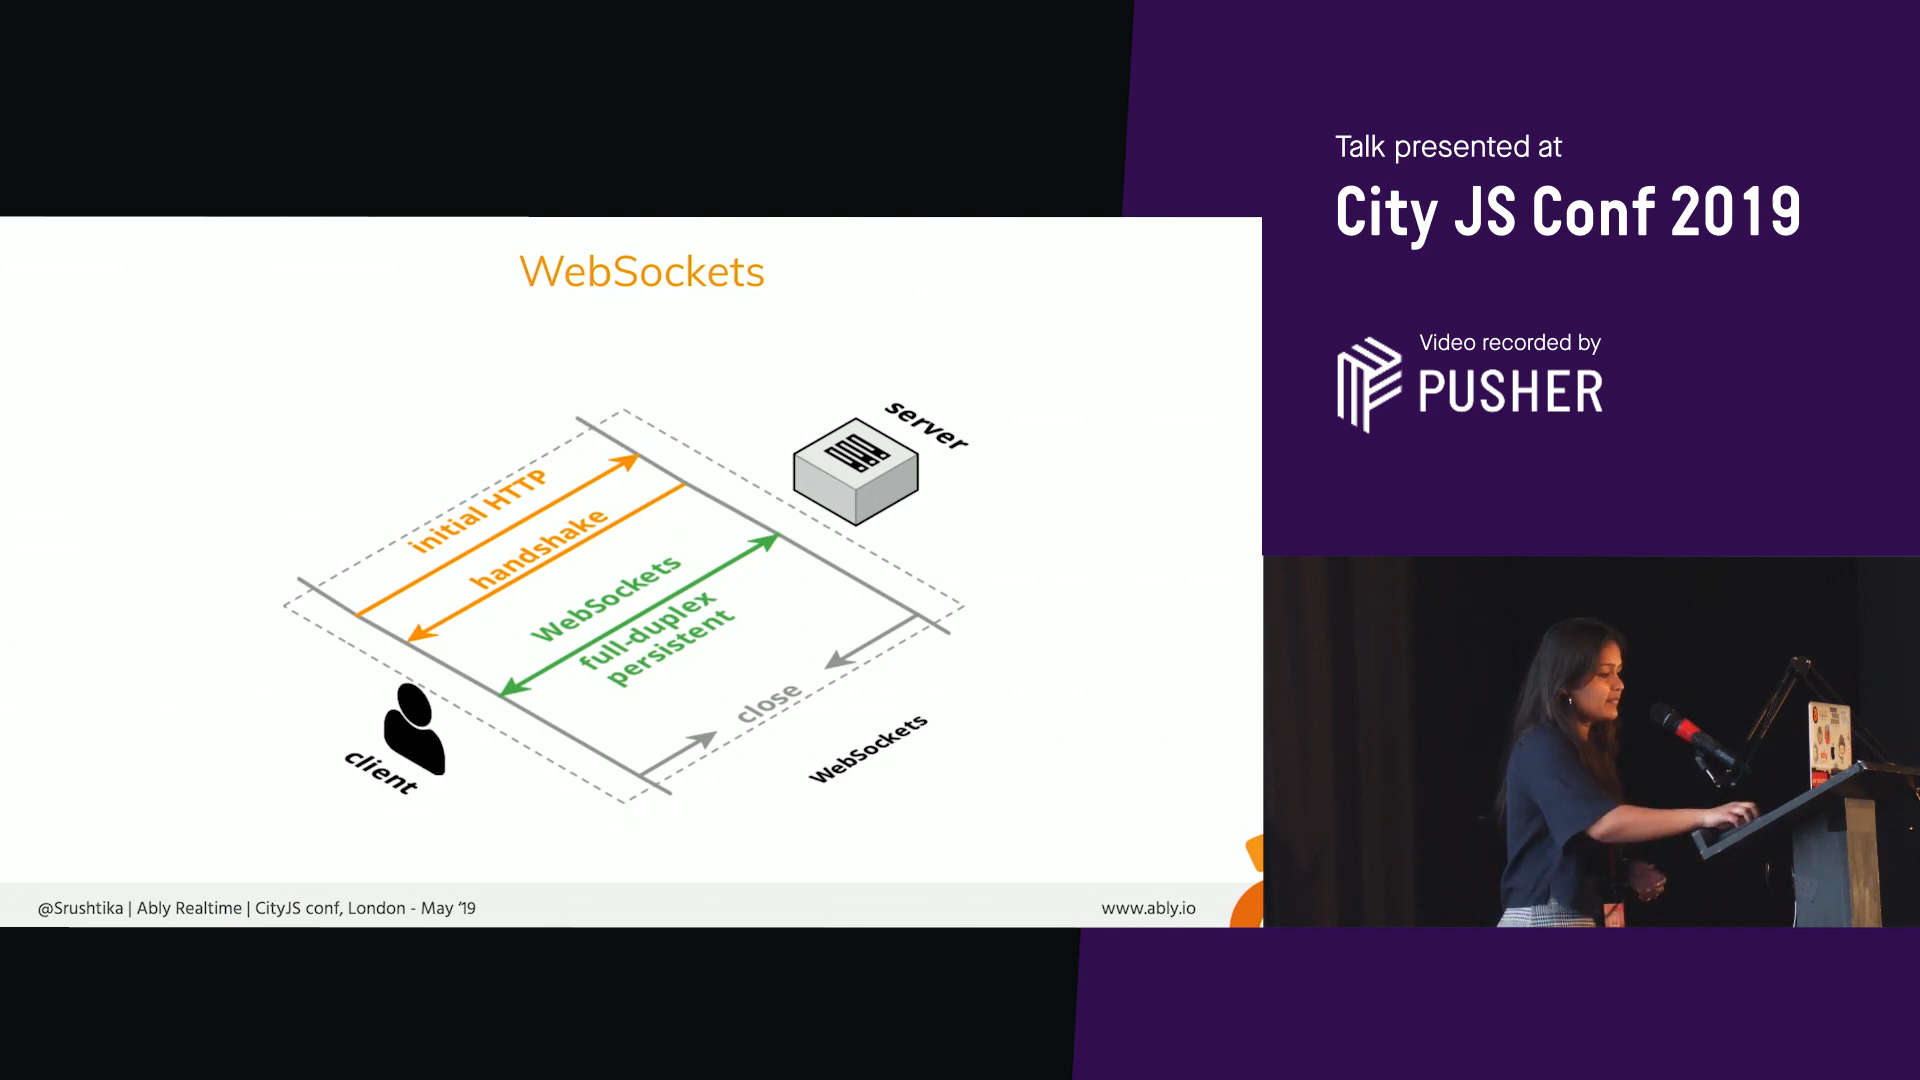 Talk presented at
City JS Conf 2019
Video recorded by
PUSHER
WebSockets
server
initial HTTP
handshake
WebSockets
full-duplex
persistent
close
client
WebSockets
@Srushtika | Ably Realtime | CityJS conf, London - May '19
www.ably.io